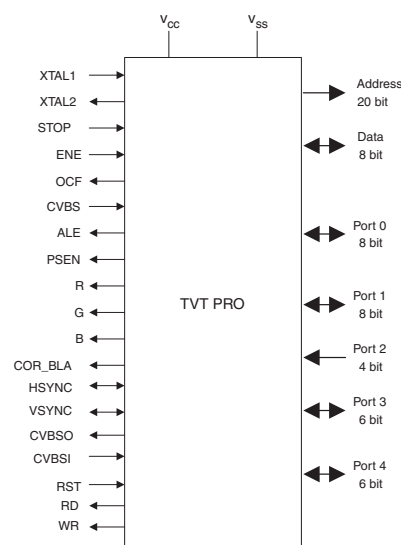 Vcc
Vss
XTAL1
XTAL2
STOP
ENE
OCF
CVBS
ALE
PSEN
R
G
B
COR_BLA
HSYNC
VSYNC
CVBSO
CVBSI
RST
RD
WR
TVT PRO
Address
20 bit
Data
8 bit
Port 0
8 bit
Port 1
8 bit
Port 2
4 bit
Port 3
6 bit
Port 4
6 bit